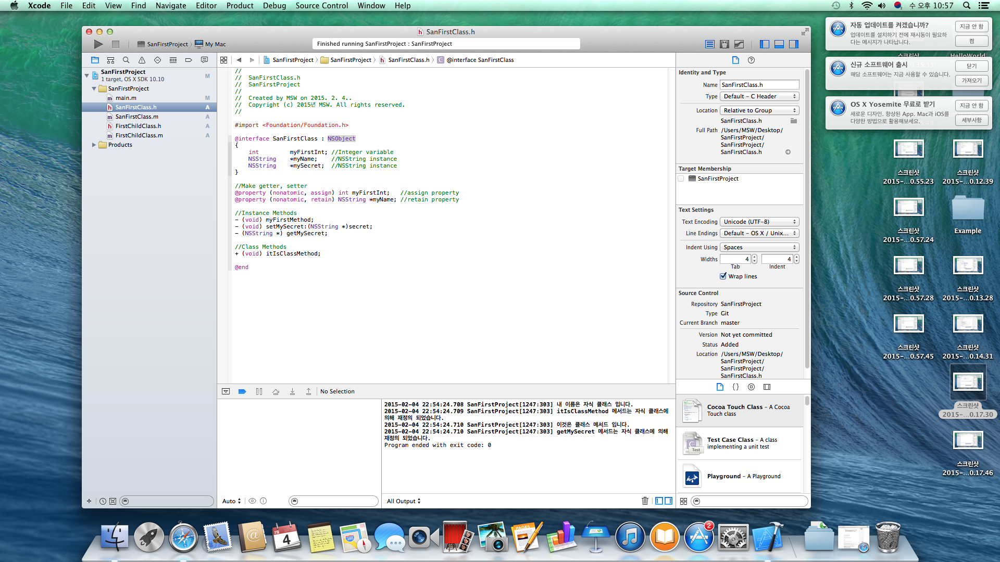 Xcode File Edit View Find Navigate Editor Product Debug Source Control Window Help
수 오후 10:57
SanFirstClass.h
SanFirstProject My Mac
Finished running SanFirstProject : SanFirstProject
SanFirstProject
1 target, OS X SDK 10.10
M
SanFirstProject
main.m M
SanFirstClass.h A
SanFirstClass.m A
FirstChildClass.h A
FirstChildClass.m A
Products
SanFirstProject SanFirstProject SanFirstClass.h @interface SanFirstClass
//
// SanFirstClass.h
// SanFirstProject
//
// Created by MSW on 2015. 2. 4..
// Copyright (c) 2015년 MSW. All rights reserved.
//
#import <Foundation/Foundation.h>
@interface SanFirstClass : NSObject
{
int myFirstInt; //Integer variable
NSString *myName; //NSString instance
NSString *mySecret; //NSString instance
}
//Make getter, setter
@property (nonatomic, assign) int myFirstInt; //assign property
@property (nonatomic, retain) NSString *myName; //retain property
//Instance Methods
- (void) myFirstMethod;
- (void) setMySecret:(NSString *)secret;
- (NSString *) getMySecret;
//Class Methods
+ (void) itIsClassMethod;
@end
No Selection
2015-02-04 22:54:24.708 SanFirstProject[1247:303] 내 이름은 자식 클래스 입니다.
2015-02-04 22:54:24.709 SanFirstProject[1247:303] itIsClassMethod 메서드는 자식 클래스에
의해 재정의 되었습니다.
2015-02-04 22:54:24.710 SanFirstProject[1247:303] 이것은 클래스 메서드 입니다.
2015-02-04 22:54:24.710 SanFirstProject[1247:303] getMySecret 메서드는 자식 클래스에 의해
재정의 되었습니다.
Program ended with exit code: 0
Auto
All Output
Identity and Type
Name SanFirstClass.h
Type Default - C Header
Location Relative to Group
SanFirstClass.h
Full Path /Users/MSW/Desktop/
SanFirstProject/
SanFirstProject/
SanFirstClass.h
Target Membership
SanFirstProject
Text Settings
Text Encoding Unicode (UTF-8)
Line Endings Default - OS X / Unix...
Indent Using Spaces
Widths 4 4
Tab Indent
Wrap lines
Source Control
Repository SanFirstProject
Type Git
Current Branch master
Version Not yet committed
Status Added
Location /Users/MSW/Desktop/
SanFirstProject/
SanFirstProject/
SanFirstClass.h
Cocoa Touch Class - A Cocoa
Touch class
Test Case Class - A class
implementing a unit test
Test
Playground - A Playground
자동 업데이트를 켜겠습니까?
업데이트를 설치하기 전에 재시동이 필요하
다는 메시지가 나타납니다.
지금 안 함
켬
스크린샷 HelloWorld
신규 소프트웨어 출시
해당 소프트웨어는 지금 사용할 수 있습니다.
닫기
가져오기
OS X Yosemite 무료로 받기
새로운 디자인. 향상된 App. Mac과 iOS를
다양한 방법으로 활용해보세요.
지금 안 함
세부사항
스크린샷
2015-...0.55.23
스크린샷
2015-...0.12.39
스크린샷
2015-...0.57.24
Example
스크린샷
2015-...0.57.28
스크린샷
2015-...0.13.28
스크린샷
2015-...0.57.45
스크린샷
2015-...0.14.31
스크린샷
2015-...0.17.30
스크린샷
2015-...0.17.46
4
280
PAGES
2